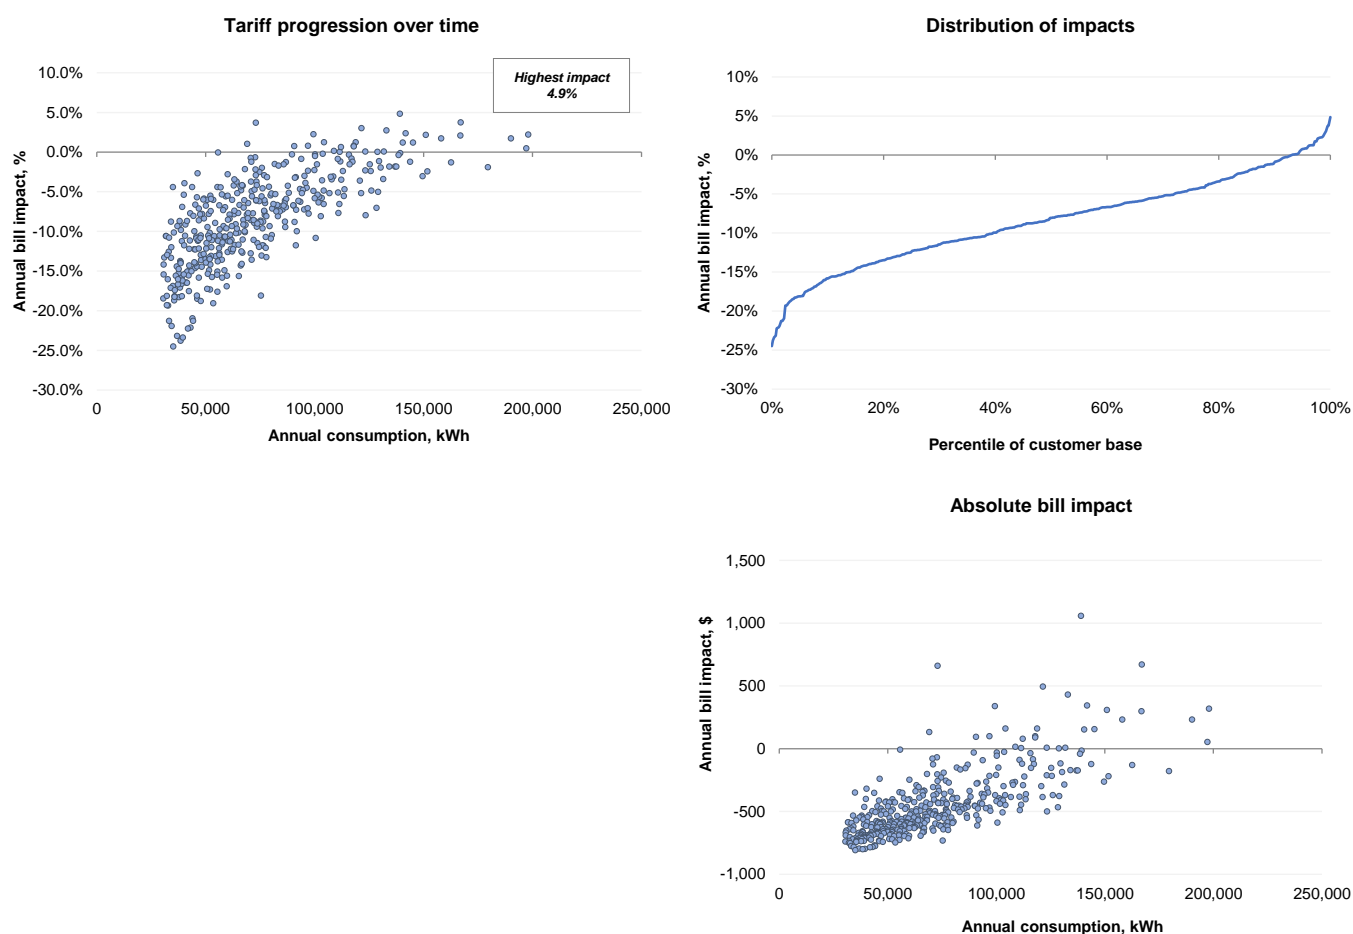 Tariff progression over time
Annual bill impact, %
10.0%
5.0%
0.0%
-5.0%
-10.0%
-15.0%
-20.0%
-25.0%
-30.0%
Highest impact
4.9%
0 50,000 100,000 150,000 200,000 250,000
Annual consumption, kWh
Distribution of impacts
Annual bill impact, %
10%
5%
0%
-5%
-10%
-15%
-20%
-25%
-30%
0% 20% 40% 60% 80% 100%
Percentile of customer base
Absolute bill impact
Annual bill impact, $
1,500
1,000
500
0
-500
-1,000
0 50,000 100,000 150,000 200,000 250,000
Annual consumption, kWh